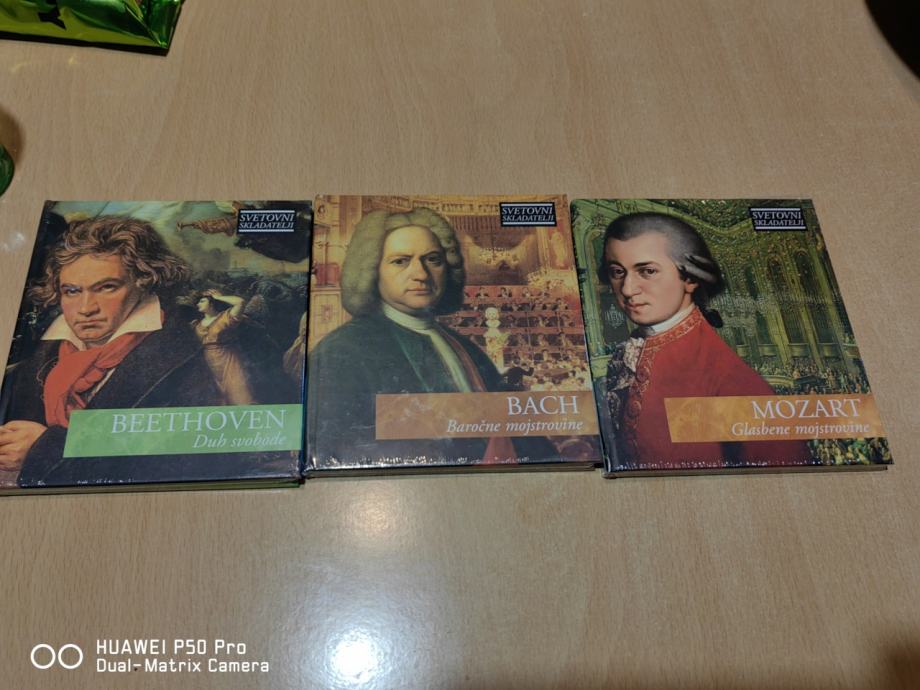 SVETOVNI
SKLADATELJI
BEETHOVEN
Duh svobode
SVETOVNI
SKLADATELJI
BACH
Baročne mojstrovine
SVETOVNI
SKLADATELJI
MOZART
Glasbene mojstrovine
HUAWEI P50 Pro
Dual-Matrix Camera